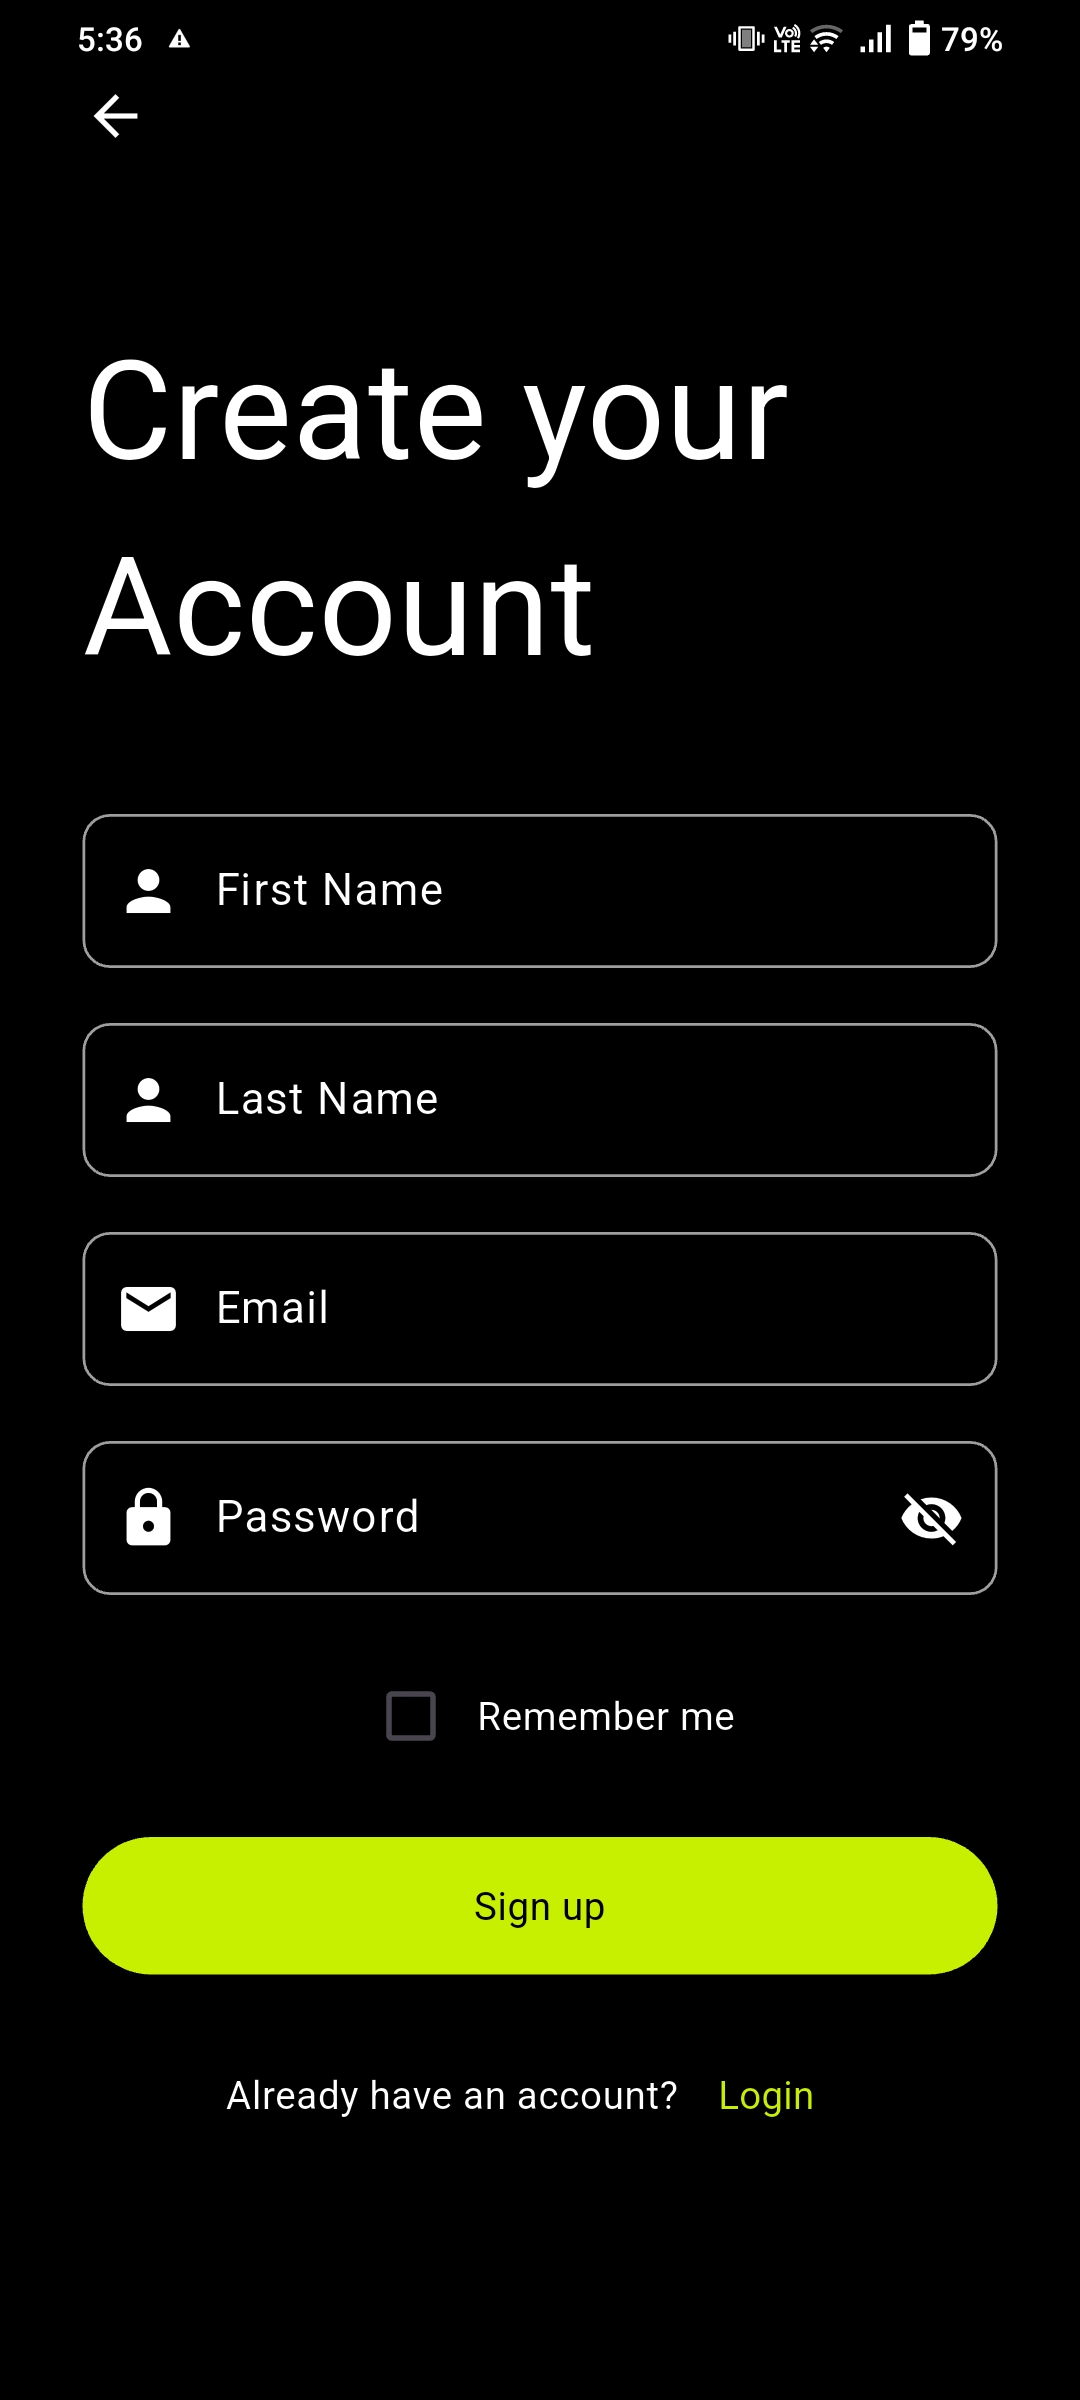 5:36
Vo) LTE 79%
Create your
Account
First Name
Last Name
Email
Password
Remember me
Sign up
Already have an account? Login